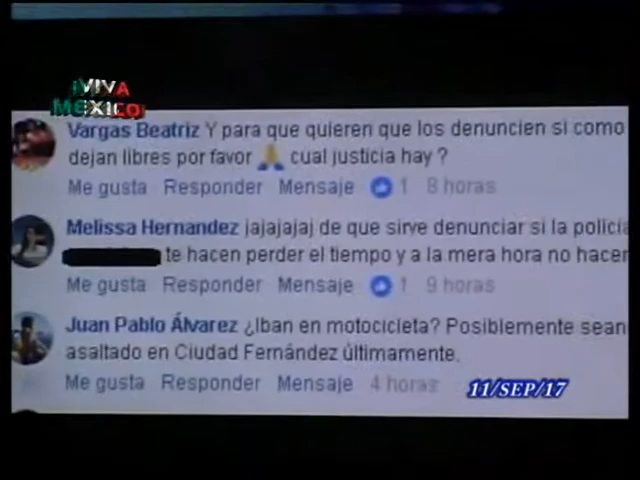 ¡VIVA
MEXICO!
Vargas Beatriz Y para que quieren que los denuncien si como
dejan libres por favor 🙏 cual justicia hay ?
Me gusta Responder Mensaje 1 8 horas
Melissa Hernandez jajajajaj de que sirve denunciar si la policia
te hacen perder el tiempo y a la mera hora no hacen
Me gusta Responder Mensaje 1 9 horas
Juan Pablo Álvarez ¿Iban en motocicleta? Posiblemente sean
asaltado en Ciudad Fernández últimamente.
Me gusta Responder Mensaje 4 horas
11/SEP/17